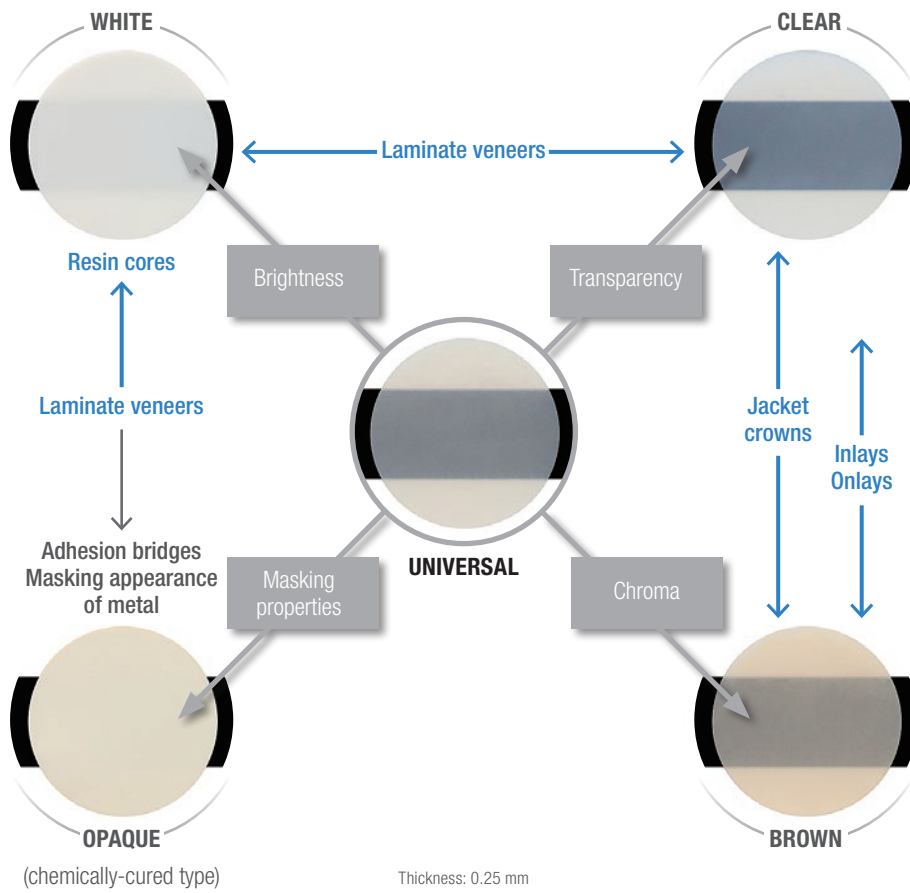 WHITE
CLEAR
Laminate veneers
Resin cores
Brightness
Transparency
Laminate veneers
Jacket
crowns
Inlays
Onlays
Adhesion bridges
Masking appearance
of metal
Masking
properties
UNIVERSAL
Chroma
OPAQUE
BROWN
(chemically-cured type)
Thickness: 0.25 mm